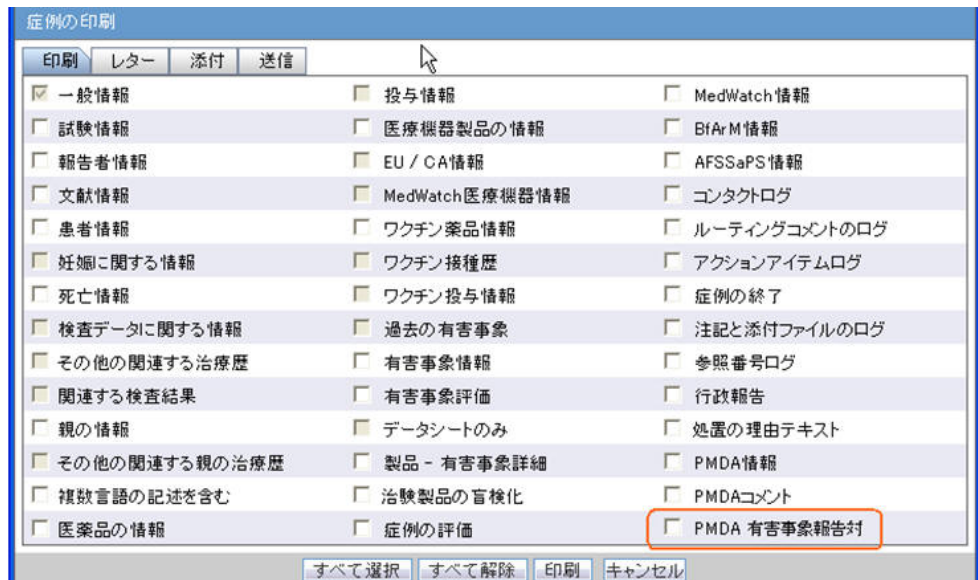 症例の印刷
印刷 レター 添付 送信
一般情報 投与情報 MedWatch情報
試験情報 医療機器製品の情報 BfArM情報
報告者情報 EU / CA情報 AFSSaPS情報
文献情報 MedWatch医療機器情報 コンタクトログ
患者情報 ワクチン薬品情報 ルーティングコメントのログ
妊娠に関する情報 ワクチン接種歴 アクションアイテムログ
死亡情報 ワクチン投与情報 症例の終了
検査データに関する情報 過去の有害事象 注記と添付ファイルのログ
その他の関連する治療歴 有害事象情報 参照番号ログ
関連する検査結果 有害事象評価 行政報告
親の情報 データシートのみ 処置の理由テキスト
その他の関連する親の治療歴 製品 - 有害事象詳細 PMDA情報
複数言語の記述を含む 治験製品の盲検化 PMDAコメント
医薬品の情報 症例の評価 PMDA 有害事象報告対
すべて選択 すべて解除 印刷 キャンセル